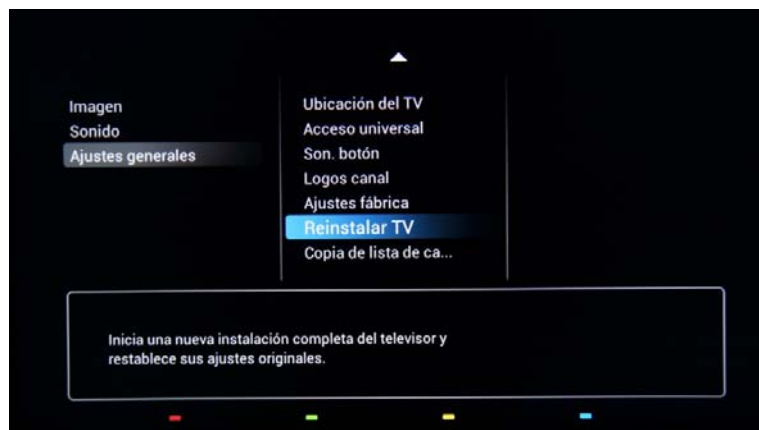 Imagen
Sonido
Ajustes generales
Ubicación del TV
Acceso universal
Son. botón
Logos canal
Ajustes fábrica
Reinstalar TV
Copia de lista de ca...
Inicia una nueva instalación completa del televisor y
restablece sus ajustes originales.